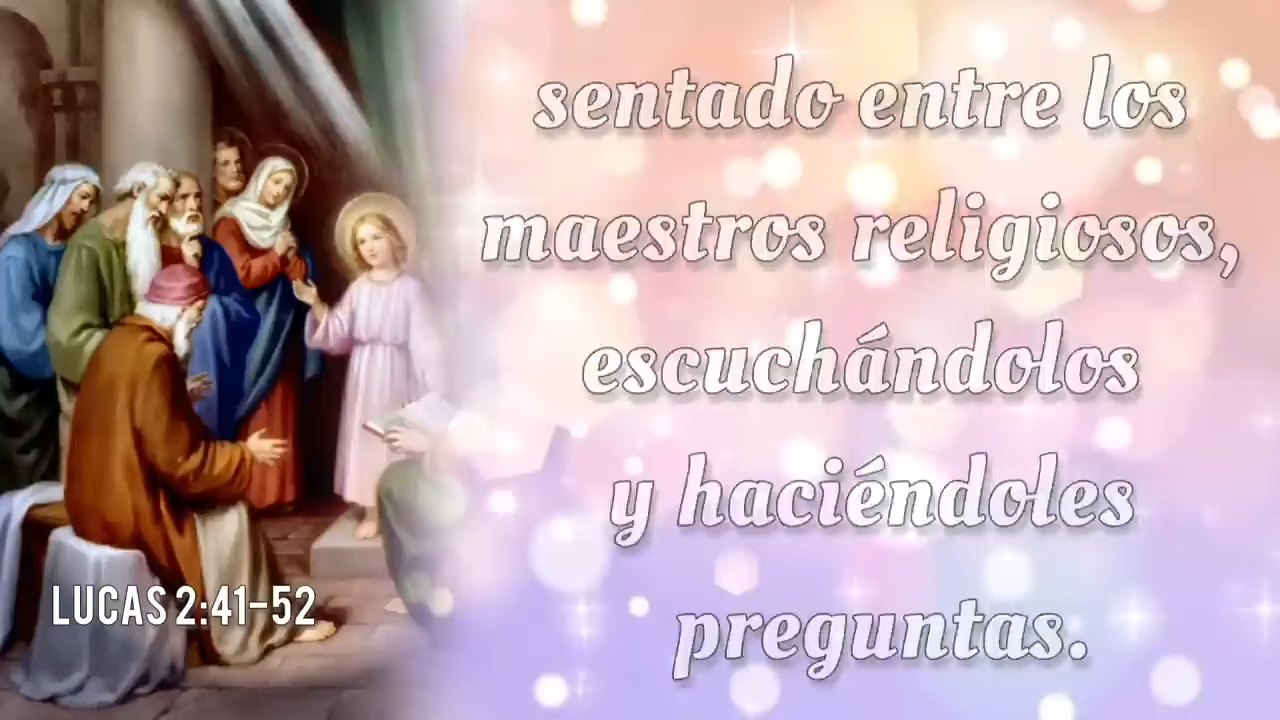 sentado entre los
maestros religiosos,
escuchándolos
y haciéndoles
preguntas.
LUCAS 2:41-52